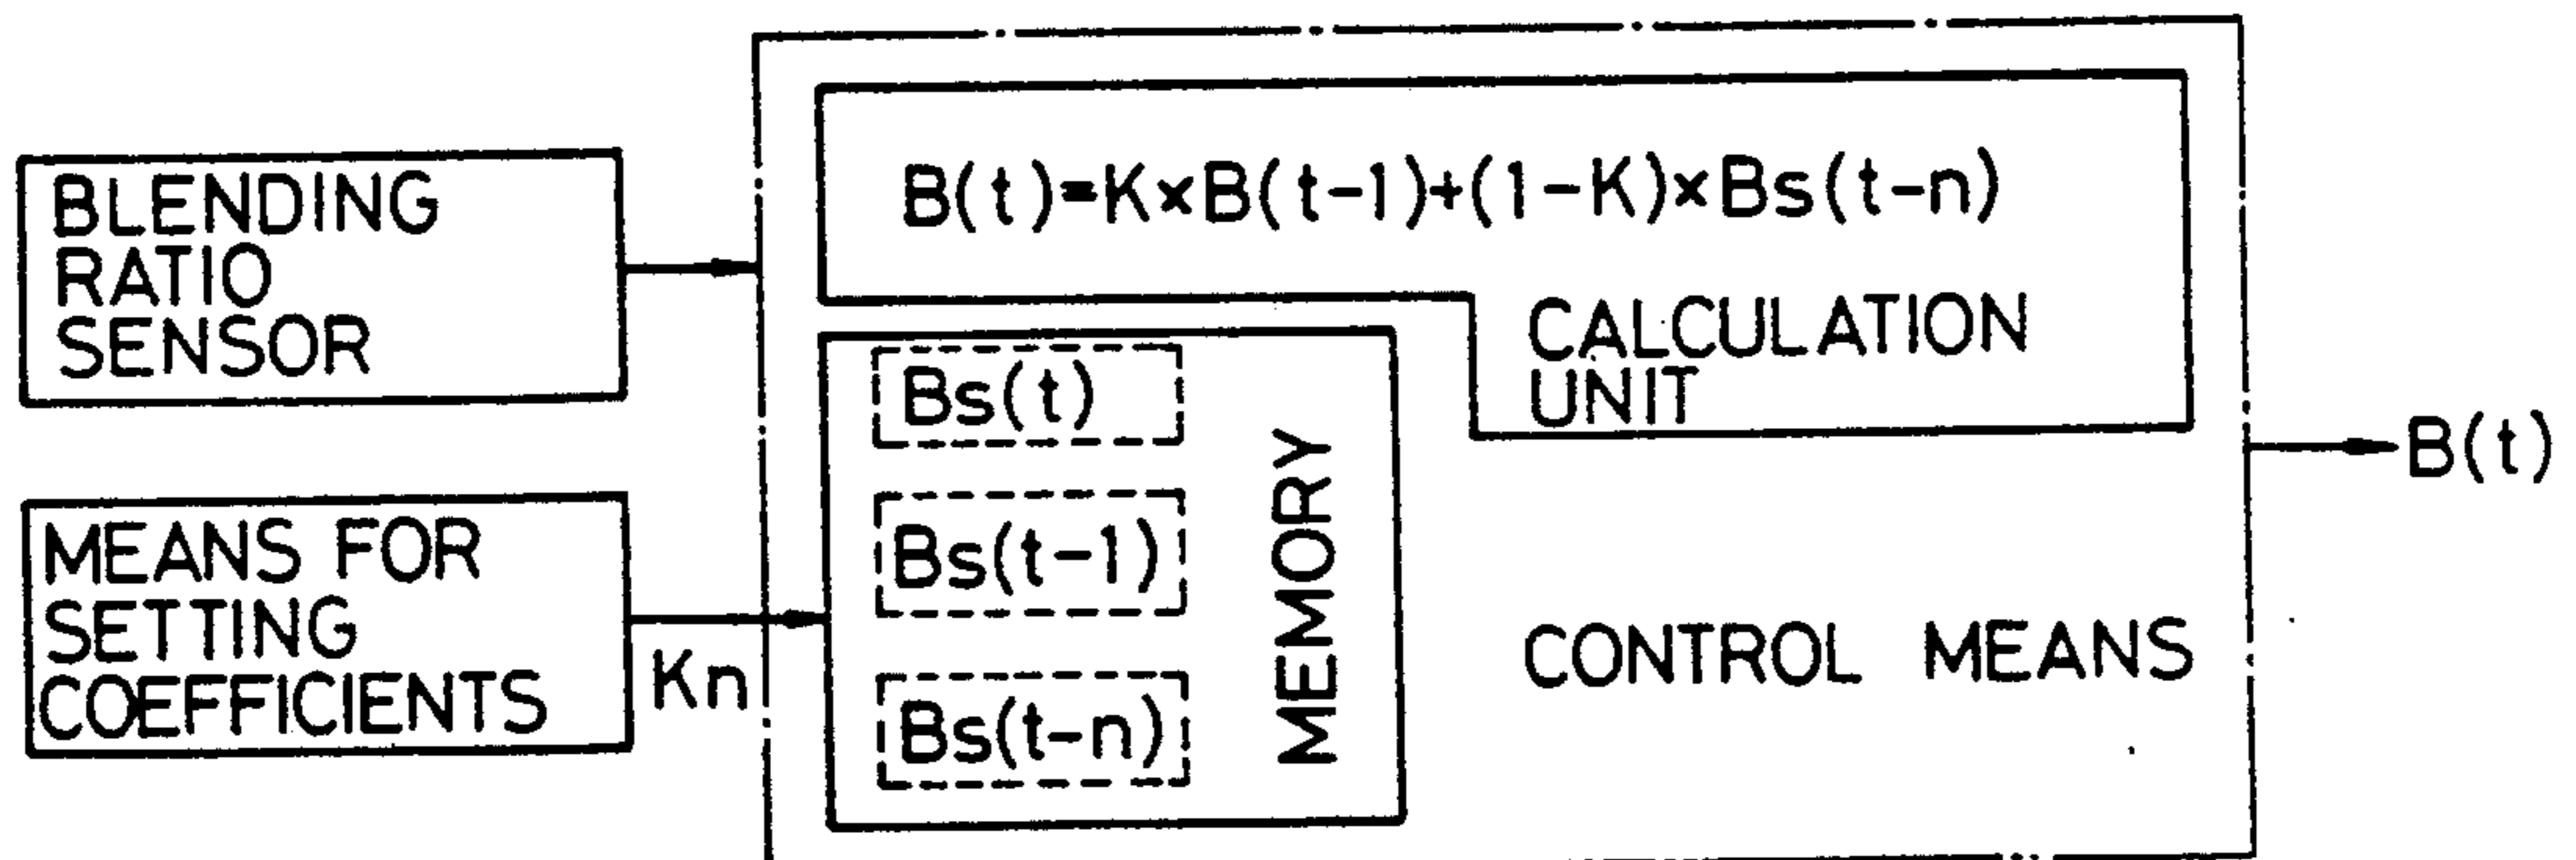 BLENDING
RATIO
SENSOR
MEANS FOR
SETTING
COEFFICIENTS
Kn
B(t)=K×B(t-1)+(1-K)×Bs(t-n)
CALCULATION
UNIT
Bs(t)
Bs(t-1)
Bs(t-n)
MEMORY
CONTROL MEANS
B(t)